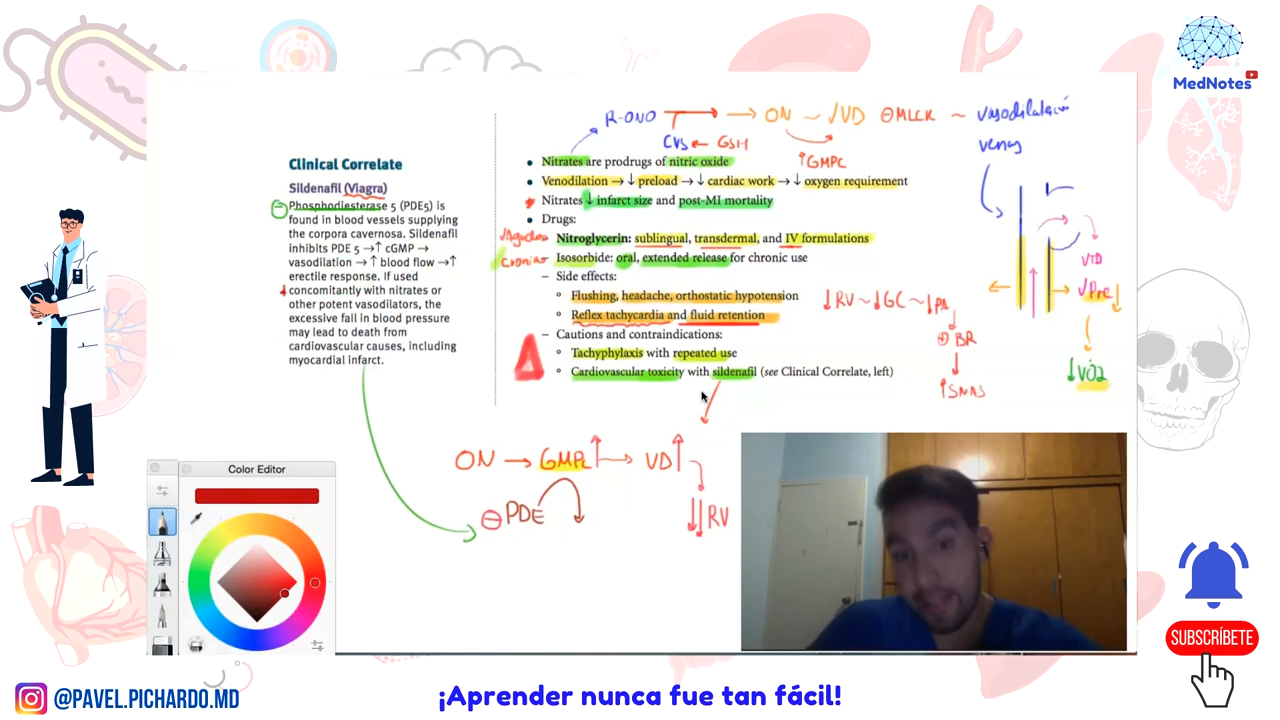 MedNotes
R-ONO → ON ~ ↓VD ⊖MLCK ~ vasodilatación
CVS ← GSH
↑GMPC
venas
Clinical Correlate
Sildenafil (Viagra)
Phosphodiesterase 5 (PDE5) is
found in blood vessels supplying
the corpora cavernosa. Sildenafil
inhibits PDE 5 →↑ cGMP →
vasodilation →↑ blood flow →↑
erectile response. If used
concomitantly with nitrates or
other potent vasodilators, the
excessive fall in blood pressure
may lead to death from
cardiovascular causes, including
myocardial infarct.
• Nitrates are prodrugs of nitric oxide
• Venodilation → ↓ preload → ↓ cardiac work → ↓ oxygen requirement
• Nitrates ↓ infarct size and post-MI mortality
• Drugs:
Agudos Nitroglycerin: sublingual, transdermal, and IV formulations
Isosorbide: oral, extended release for chronic use
– Side effects:
° Flushing, headache, orthostatic hypotension
° Reflex tachycardia and fluid retention
– Cautions and contraindications:
° Tachyphylaxis with repeated use
° Cardiovascular toxicity with sildenafil (see Clinical Correlate, left)
↓RV ~ ↓GC ~ ↓PA
⊕ BR
↑SNAS
VTD
↓PRC
↓VO2
ON → GMPC↑ → VD↑
⊖ PDE
↓↓RV
Color Editor
SUBSCRÍBETE
@PAVEL.PICHARDO.MD
¡Aprender nunca fue tan fácil!